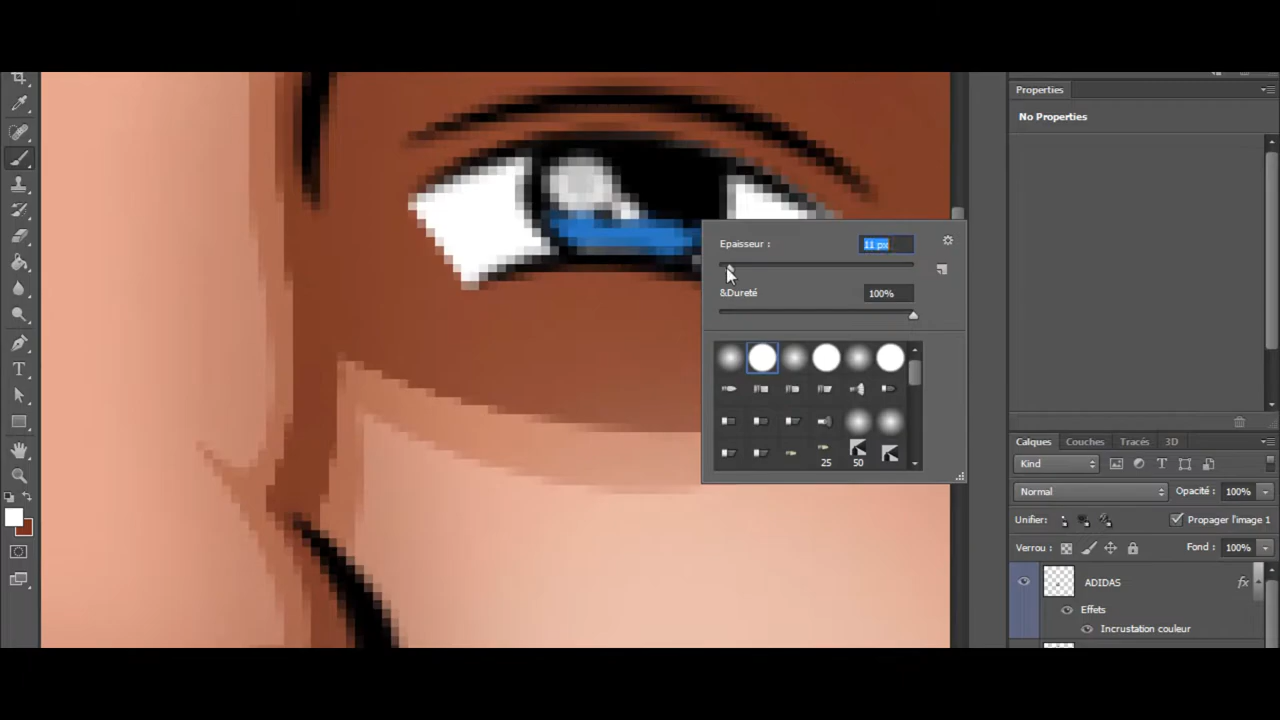 Properties
No Properties
Epaisseur :
11 px
&Dureté
100%
25
50
T
Calques
Couches
Tracés
3D
Kind
T
Normal
Opacité :
100%
Unifier :
Propager l'image 1
Verrou :
Fond :
100%
ADIDAS
fx
Effets
Incrustation couleur